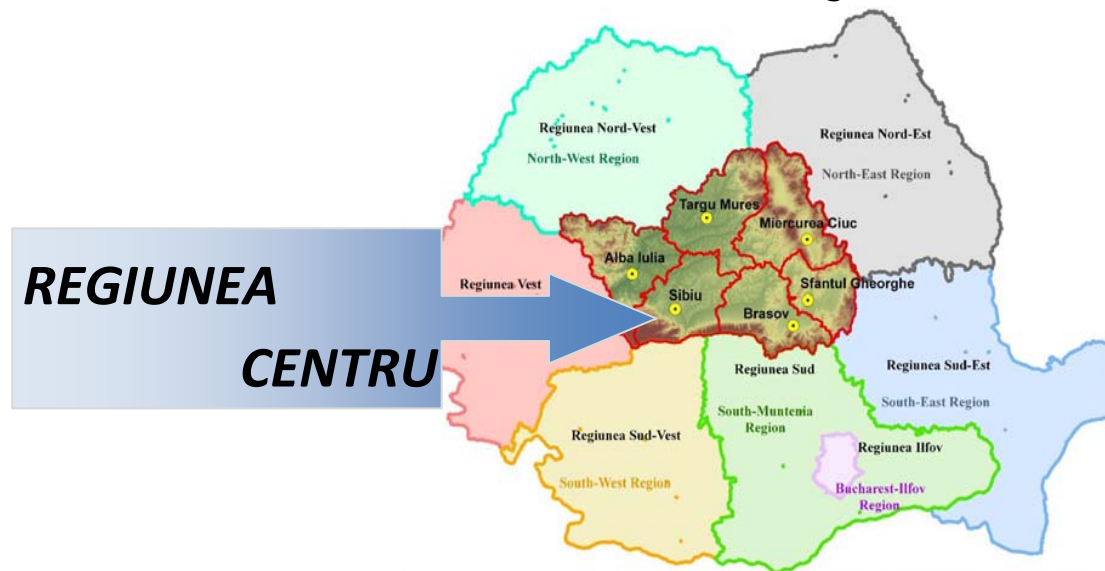 REGIUNEA
CENTRU
Regiunea Nord-Vest
North-West Region
Regiunea Nord-Est
North-East Region
Targu Mures
Miercurea Ciuc
Alba Iulia
Regiunea Vest
Sfantul Gheorghe
Sibiu
Brasov
Regiunea Sud
South-Muntenia
Region
Regiunea Sud-Est
South-East Region
Regiunea Sud-Vest
South-West Region
Regiunea Ilfov
Bucharest-Ilfov
Region